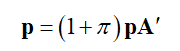 p = (1+π)pA′